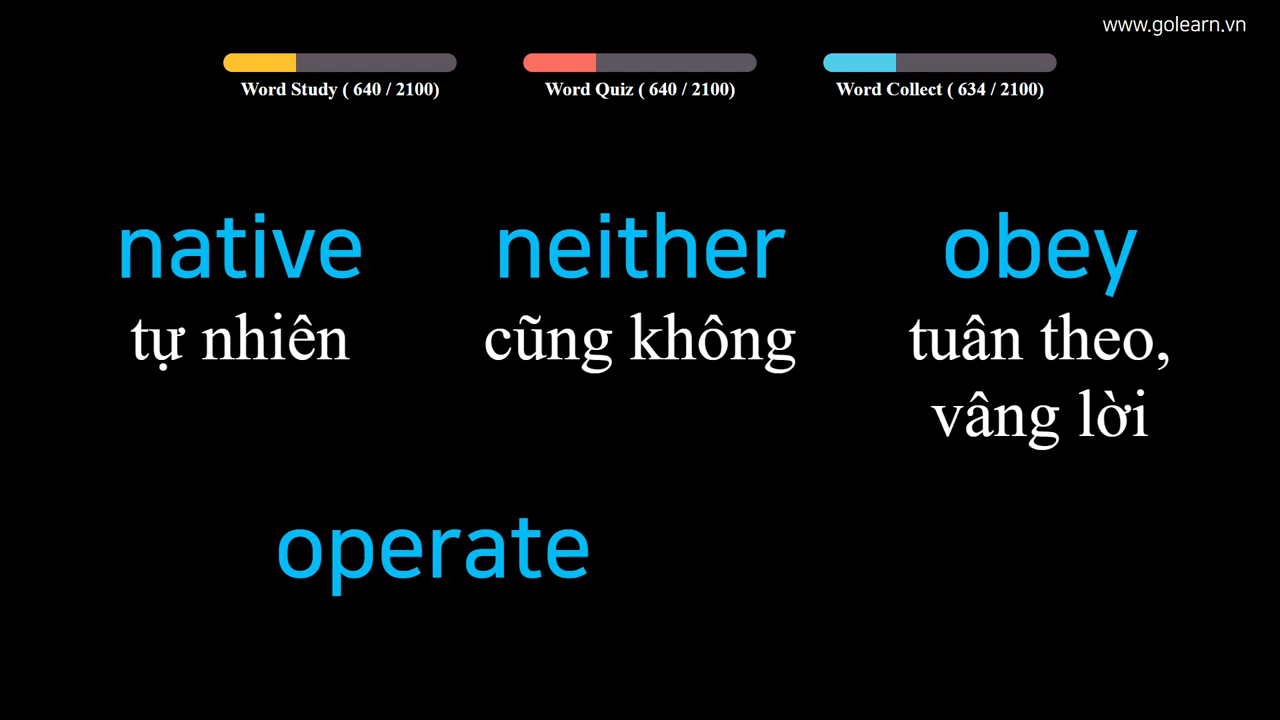 www.golearn.vn
Word Study ( 640 / 2100) Word Quiz ( 640 / 2100) Word Collect ( 634 / 2100)
native neither obey
tự nhiên cũng không tuân theo,
vâng lời
operate